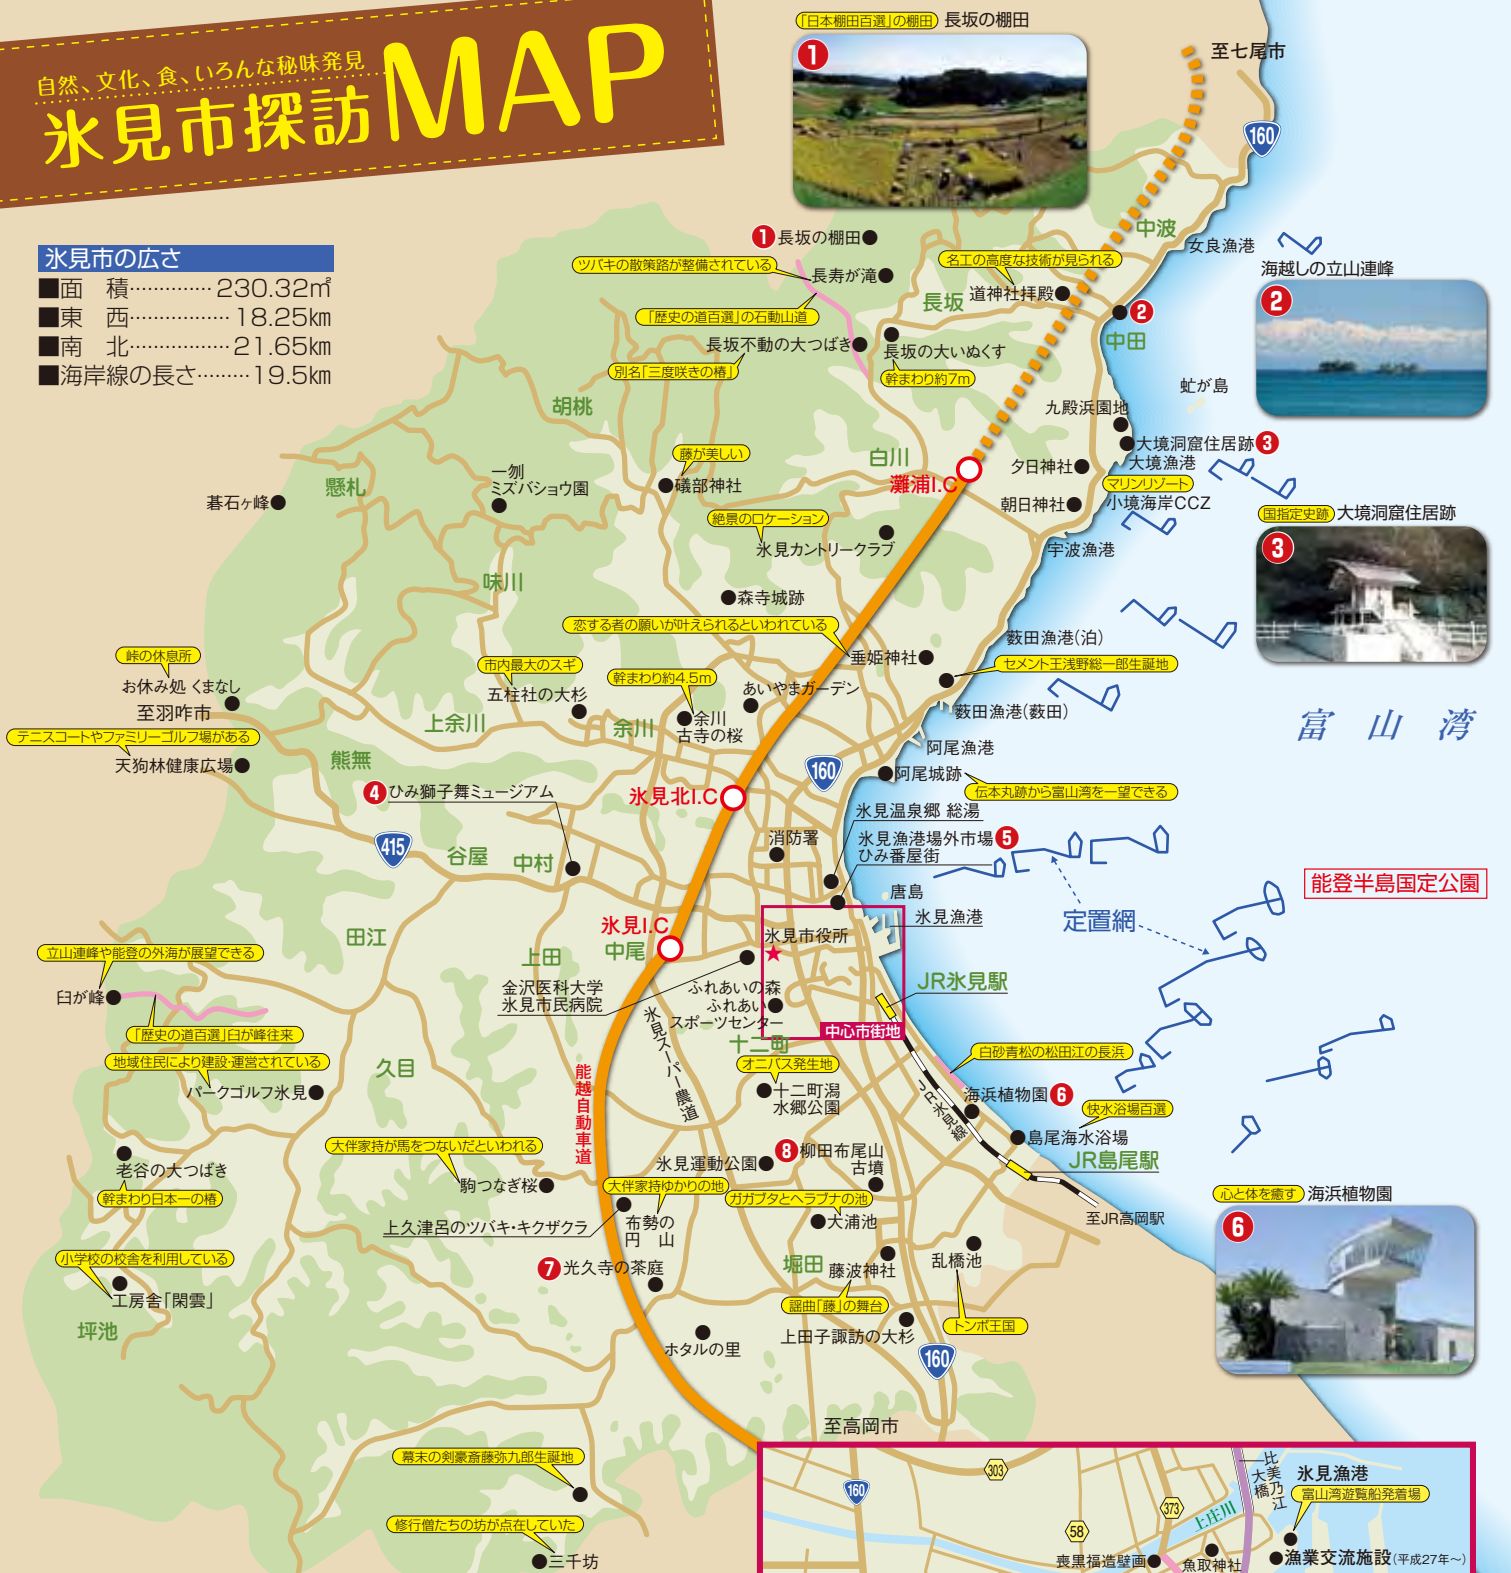 自然、文化、食、いろんな秘味発見
氷見市探訪MAP
氷見市の広さ
■面　積‥‥‥‥‥230.32㎡
■東　西‥‥‥‥‥‥18.25km
■南　北‥‥‥‥‥‥21.65km
■海岸線の長さ‥‥‥19.5km
「日本棚田百選」の棚田 長坂の棚田
1
至七尾市
160
中波
女良漁港
海越しの立山連峰
2
1 長坂の棚田
ツバキの散策路が整備されている
長寿が滝
名工の高度な技術が見られる
道神社拝殿
長坂
「歴史の道百選」の石動山道
2
中田
長坂不動の大つばき
長坂の大いぬくす
別名「三度咲きの椿」
幹まわり約7m
虻が島
胡桃
九殿浜園地
大境洞窟住居跡 3
大境漁港
白川
夕日神社
藤が美しい
一刎
ミズバショウ園
磯部神社
灘浦I.C
マリンリゾート
小境海岸CCZ
朝日神社
懸札
碁石ヶ峰
国指定史跡 大境洞窟住居跡
3
絶景のロケーション
氷見カントリークラブ
宇波漁港
味川
森寺城跡
恋する者の願いが叶えられるといわれている
薮田漁港(泊)
垂姫神社
セメント王浅野総一郎生誕地
峠の休息所
お休み処 くまなし
至羽咋市
市内最大のスギ
五柱社の大杉
幹まわり約4.5m
余川
古寺の桜
あいやまガーデン
薮田漁港(薮田)
上余川
余川
富山湾
テニスコートやファミリーゴルフ場がある
天狗林健康広場
熊無
阿尾漁港
阿尾城跡
伝本丸跡から富山湾を一望できる
160
4 ひみ獅子舞ミュージアム
氷見北I.C
氷見温泉郷 総湯
415
消防署
氷見漁港場外市場 5
ひみ番屋街
谷屋
中村
能登半島国定公園
唐島
氷見漁港
定置網
氷見I.C
中尾
氷見市役所
田江
上田
立山連峰や能登の外海が展望できる
臼が峰
金沢医科大学
氷見市民病院
ふれあいの森
ふれあい
スポーツセンター
JR氷見駅
「歴史の道百選」臼が峰往来
氷見スーパー農道
十二町
中心市街地
地域住民により建設・運営されている
パークゴルフ氷見
久目
能越自動車道
オニバス発生地
十二町潟
水郷公園
白砂青松の松田江の長浜
海浜植物園 6
JR氷見線
快水浴場百選
島尾海水浴場
JR島尾駅
老谷の大つばき
幹まわり日本一の椿
大伴家持が馬をつないだといわれる
駒つなぎ桜
氷見運動公園
8 柳田布尾山
古墳
大伴家持ゆかりの地
ガガブタとヘラブナの池
上久津呂のツバキ・キクザクラ
布勢の
円　山
大浦池
至JR高岡駅
心と体を癒す 海浜植物園
6
小学校の校舎を利用している
工房舎「閑雲」
7 光久寺の茶庭
堀田
藤波神社
乱橋池
謡曲「藤」の舞台
トンボ王国
坪池
ホタルの里
上田子諏訪の大杉
160
至高岡市
幕末の剣豪斎藤弥九郎生誕地
修行僧たちの坊が点在していた
三千坊
160
303
比美乃江
大橋
氷見漁港
富山湾遊覧船発着場
373
上庄川
58
喪黒福造壁画
魚取神社
漁業交流施設(平成27年～)